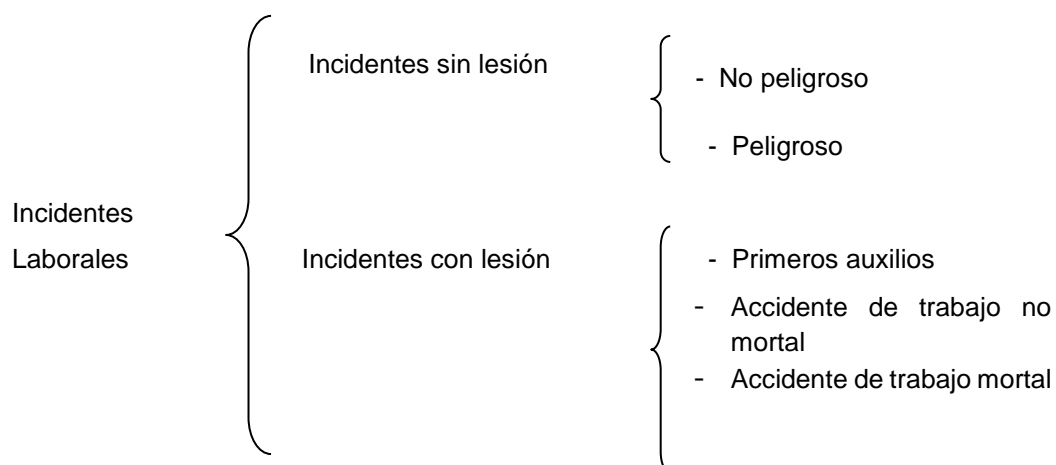 Incidentes sin lesión
- No peligroso
- Peligroso
Incidentes
Laborales
Incidentes con lesión
- Primeros auxilios
- Accidente de trabajo no
mortal
- Accidente de trabajo mortal